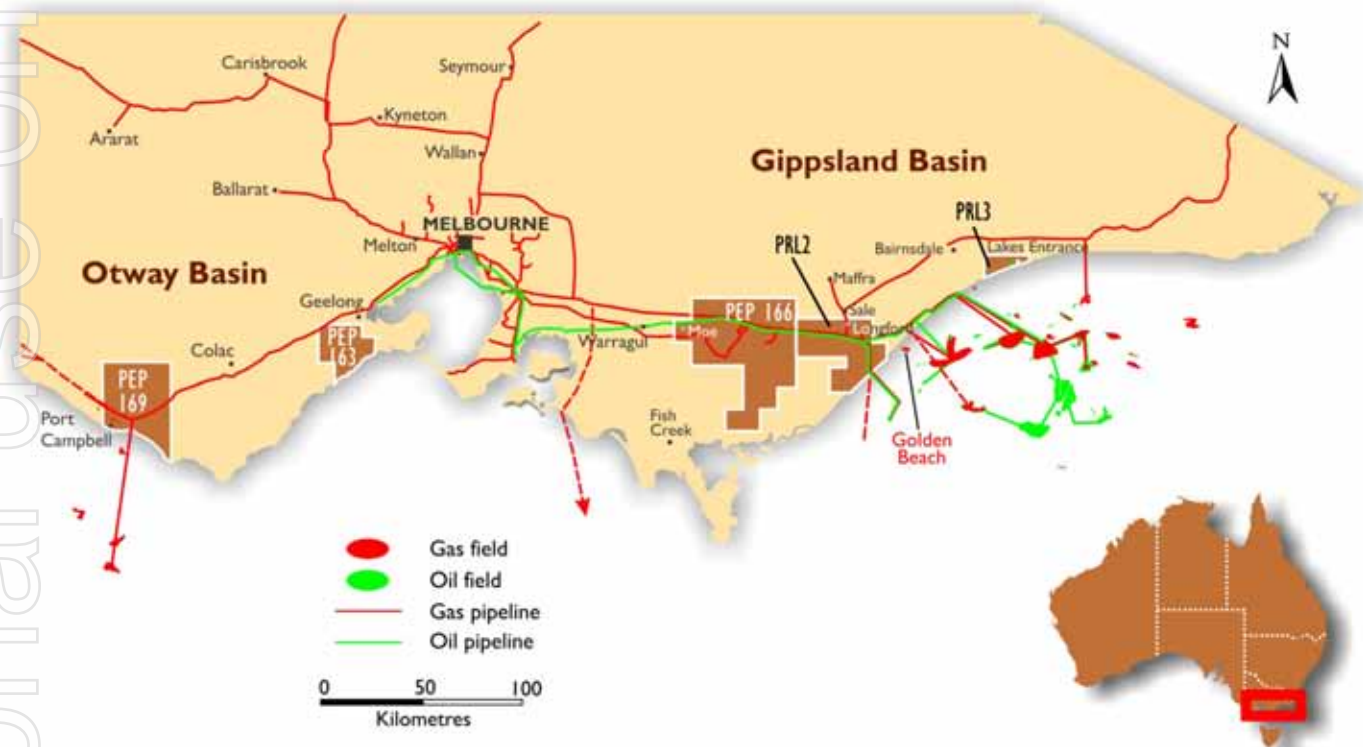 N
Carisbrook
Seymour
Kyneton
Ararat
Wallan
Gippsland Basin
Ballarat
PRL3
MELBOURNE
Melton
PRL2
Bairnsdale
Lakes Entrance
Otway Basin
Maffra
Geelong
PEP 166
Sale
Moe
Longford
PEP
163
Warragul
Colac
PEP
169
Port
Campbell
Fish
Creek
Golden
Beach
Gas field
Oil field
Gas pipeline
Oil pipeline
0 50 100
Kilometres